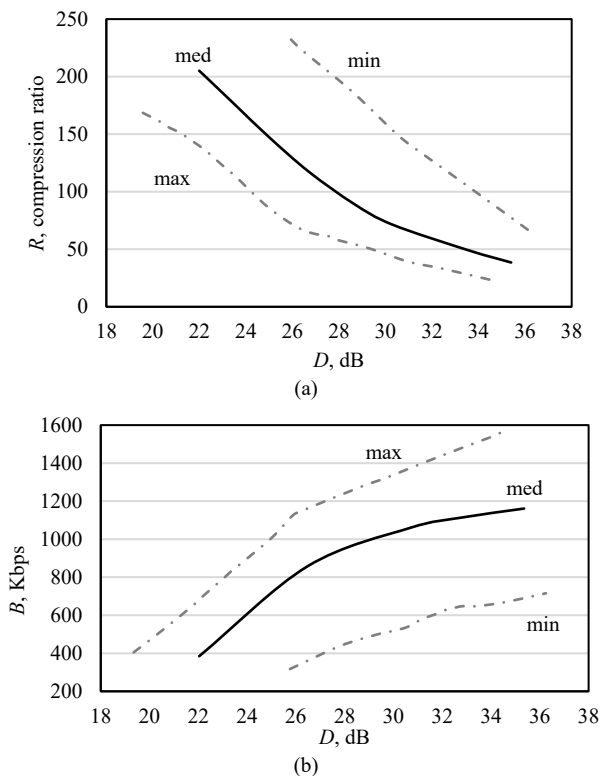 250
200
150
100
50
0
R, compression ratio
med
min
max
18 20 22 24 26 28 30 32 34 36 38
D, dB
(a)
1600
1400
1200
1000
800
600
400
200
B, Kbps
max
med
min
18 20 22 24 26 28 30 32 34 36 38
D, dB
(b)